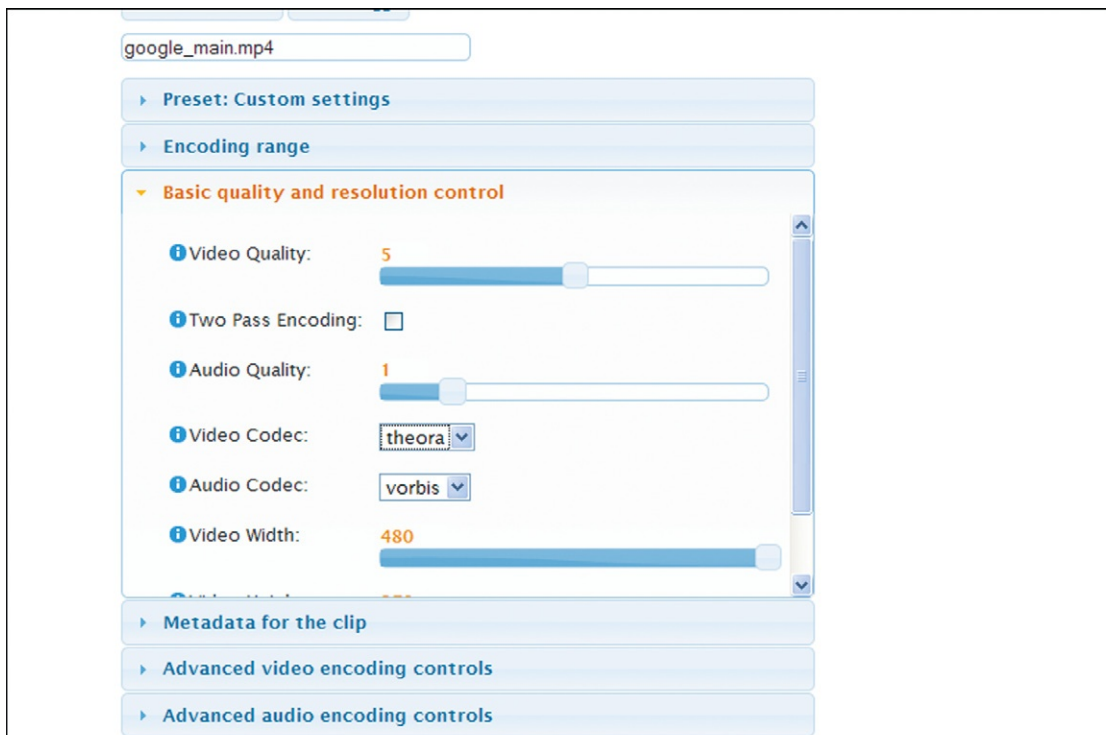 google_main.mp4
Preset: Custom settings
Encoding range
Basic quality and resolution control
Video Quality: 5
Two Pass Encoding:
Audio Quality: 1
Video Codec: theora
Audio Codec: vorbis
Video Width: 480
Metadata for the clip
Advanced video encoding controls
Advanced audio encoding controls